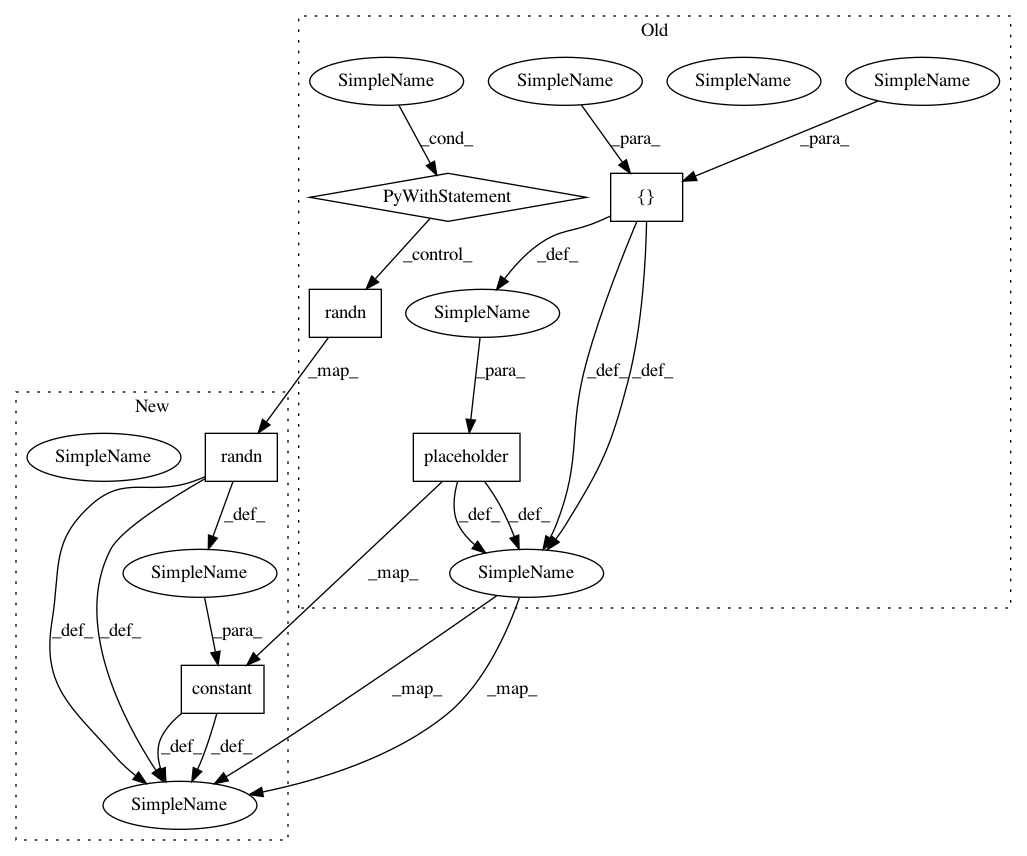 Old
SimpleName SimpleName SimpleName SimpleName
_cond_ _para_ _para_
PyWithStatement {}
_control_ _def_
randn SimpleName
_map_ _para_ _def_ _def_
New
SimpleName randn placeholder
_def_ _def_ _def_
SimpleName _map_ SimpleName
_def_ _def_ _para_
constant _map_ _map_
_def_ _def_
SimpleName